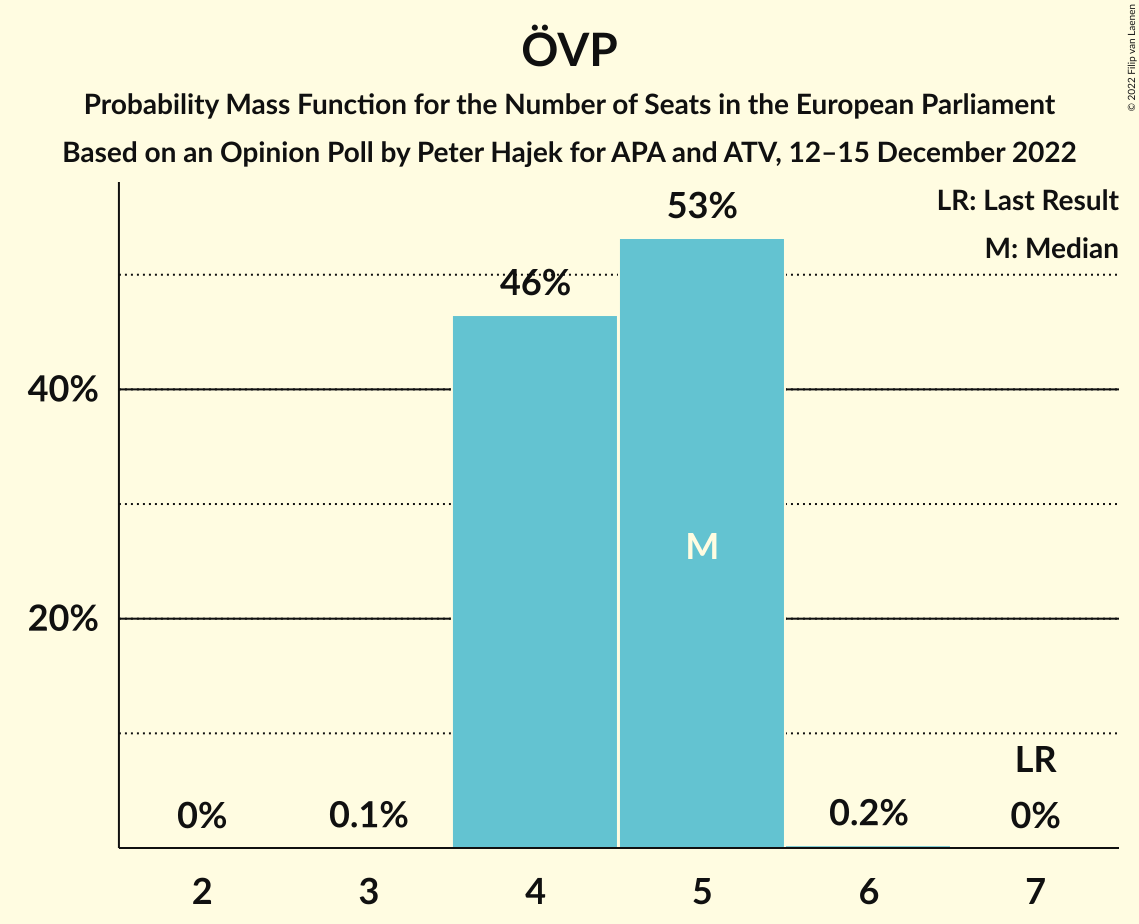 ÖVP
Probability Mass Function for the Number of Seats in the European Parliament
Based on an Opinion Poll by Peter Hajek for APA and ATV, 12–15 December 2022
© 2022 Filip van Laenen
LR: Last Result
M: Median
53%
46%
40%
M
20%
LR
0%
0.1%
0.2%
0%
2
3
4
5
6
7